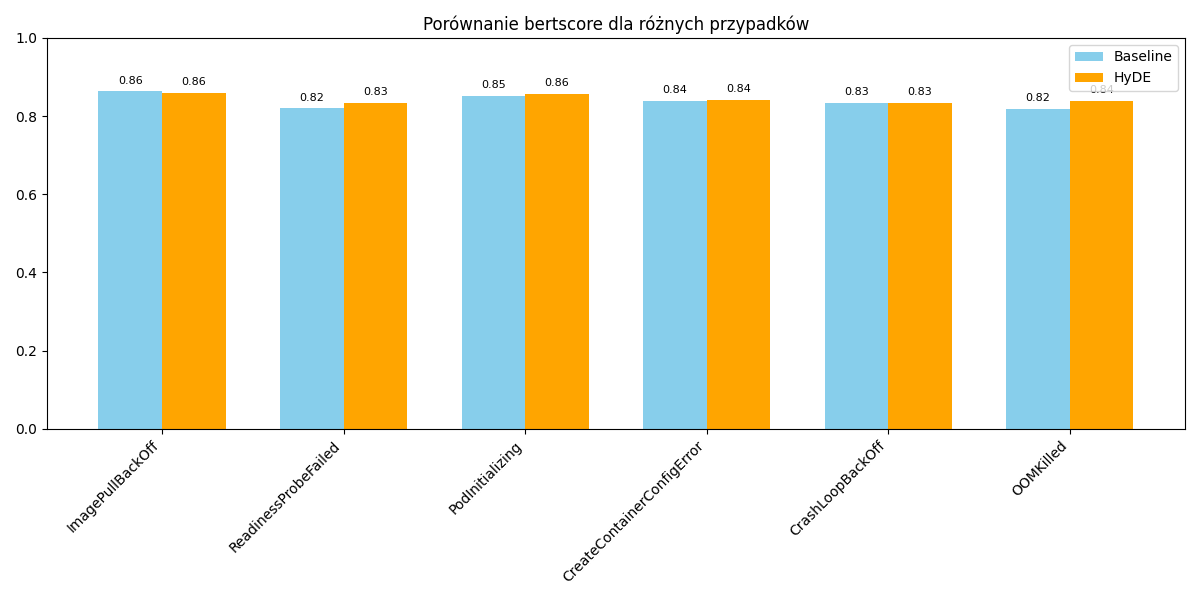 Porównanie bertscore dla różnych przypadków
1.0
0.8
0.6
0.4
0.2
0.0
Baseline
HyDE
0.86
0.86
0.82
0.83
0.85
0.86
0.84
0.84
0.83
0.83
0.82
0.84
ImagePullBackOff
ReadinessProbeFailed
PodInitializing
CreateContainerConfigError
CrashLoopBackOff
OOMKilled